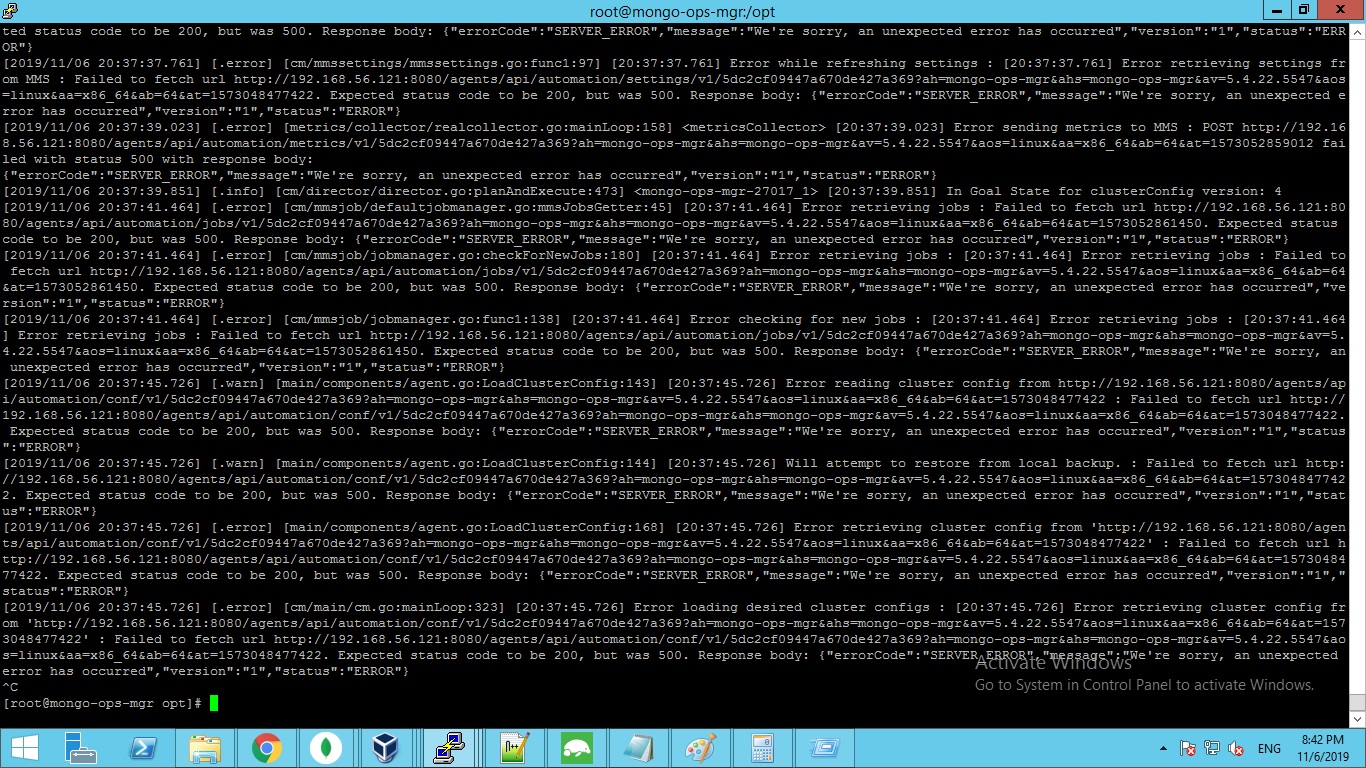 root@mongo-ops-mgr:/opt
ted status code to be 200, but was 500. Response body: {"errorCode":"SERVER_ERROR","message":"We're sorry, an unexpected error has occurred","version":"1","status":"ERR
OR"}
[2019/11/06 20:37:37.761] [.error] [cm/mmssettings/mmssettings.go:func1:97] [20:37:37.761] Error while refreshing settings : [20:37:37.761] Error retrieving settings fr
om MMS : Failed to fetch url http://192.168.56.121:8080/agents/api/automation/settings/v1/5dc2cf09447a670de427a369?ah=mongo-ops-mgr&ahs=mongo-ops-mgr&av=5.4.22.5547&aos
=linux&aa=x86_64&ab=64&at=1573048477422. Expected status code to be 200, but was 500. Response body: {"errorCode":"SERVER_ERROR","message":"We're sorry, an unexpected e
rror has occurred","version":"1","status":"ERROR"}
[2019/11/06 20:37:39.023] [.error] [metrics/collector/realcollector.go:mainLoop:158] <metricsCollector> [20:37:39.023] Error sending metrics to MMS : POST http://192.16
8.56.121:8080/agents/api/automation/metrics/v1/5dc2cf09447a670de427a369?ah=mongo-ops-mgr&ahs=mongo-ops-mgr&av=5.4.22.5547&aos=linux&aa=x86_64&ab=64&at=1573052859012 fai
led with status 500 with response body:
{"errorCode":"SERVER_ERROR","message":"We're sorry, an unexpected error has occurred","version":"1","status":"ERROR"}
[2019/11/06 20:37:39.851] [.info] [cm/director/director.go:planAndExecute:473] <mongo-ops-mgr-27017_1> [20:37:39.851] In Goal State for clusterConfig version: 4
[2019/11/06 20:37:41.464] [.error] [cm/mmsjob/defaultjobmanager.go:mmsJobsGetter:45] [20:37:41.464] Error retrieving jobs : Failed to fetch url http://192.168.56.121:80
80/agents/api/automation/jobs/v1/5dc2cf09447a670de427a369?ah=mongo-ops-mgr&ahs=mongo-ops-mgr&av=5.4.22.5547&aos=linux&aa=x86_64&ab=64&at=1573052861450. Expected status
code to be 200, but was 500. Response body: {"errorCode":"SERVER_ERROR","message":"We're sorry, an unexpected error has occurred","version":"1","status":"ERROR"}
[2019/11/06 20:37:41.464] [.error] [cm/mmsjob/jobmanager.go:checkForNewJobs:180] [20:37:41.464] Error retrieving jobs : [20:37:41.464] Error retrieving jobs : Failed to
fetch url http://192.168.56.121:8080/agents/api/automation/jobs/v1/5dc2cf09447a670de427a369?ah=mongo-ops-mgr&ahs=mongo-ops-mgr&av=5.4.22.5547&aos=linux&aa=x86_64&ab=64
&at=1573052861450. Expected status code to be 200, but was 500. Response body: {"errorCode":"SERVER_ERROR","message":"We're sorry, an unexpected error has occurred","ve
rsion":"1","status":"ERROR"}
[2019/11/06 20:37:41.464] [.error] [cm/mmsjob/jobmanager.go:func1:138] [20:37:41.464] Error checking for new jobs : [20:37:41.464] Error retrieving jobs : [20:37:41.464
] Error retrieving jobs : Failed to fetch url http://192.168.56.121:8080/agents/api/automation/jobs/v1/5dc2cf09447a670de427a369?ah=mongo-ops-mgr&ahs=mongo-ops-mgr&av=5.
4.22.5547&aos=linux&aa=x86_64&ab=64&at=1573052861450. Expected status code to be 200, but was 500. Response body: {"errorCode":"SERVER_ERROR","message":"We're sorry, an
unexpected error has occurred","version":"1","status":"ERROR"}
[2019/11/06 20:37:45.726] [.warn] [main/components/agent.go:LoadClusterConfig:143] [20:37:45.726] Error reading cluster config from http://192.168.56.121:8080/agents/ap
i/automation/conf/v1/5dc2cf09447a670de427a369?ah=mongo-ops-mgr&ahs=mongo-ops-mgr&av=5.4.22.5547&aos=linux&aa=x86_64&ab=64&at=1573048477422 : Failed to fetch url http://
192.168.56.121:8080/agents/api/automation/conf/v1/5dc2cf09447a670de427a369?ah=mongo-ops-mgr&ahs=mongo-ops-mgr&av=5.4.22.5547&aos=linux&aa=x86_64&ab=64&at=1573048477422.
Expected status code to be 200, but was 500. Response body: {"errorCode":"SERVER_ERROR","message":"We're sorry, an unexpected error has occurred","version":"1","status
":"ERROR"}
[2019/11/06 20:37:45.726] [.warn] [main/components/agent.go:LoadClusterConfig:144] [20:37:45.726] Will attempt to restore from local backup. : Failed to fetch url http:
//192.168.56.121:8080/agents/api/automation/conf/v1/5dc2cf09447a670de427a369?ah=mongo-ops-mgr&ahs=mongo-ops-mgr&av=5.4.22.5547&aos=linux&aa=x86_64&ab=64&at=157304847742
2. Expected status code to be 200, but was 500. Response body: {"errorCode":"SERVER_ERROR","message":"We're sorry, an unexpected error has occurred","version":"1","stat
us":"ERROR"}
[2019/11/06 20:37:45.726] [.error] [main/components/agent.go:LoadClusterConfig:168] [20:37:45.726] Error retrieving cluster config from 'http://192.168.56.121:8080/agen
ts/api/automation/conf/v1/5dc2cf09447a670de427a369?ah=mongo-ops-mgr&ahs=mongo-ops-mgr&av=5.4.22.5547&aos=linux&aa=x86_64&ab=64&at=1573048477422' : Failed to fetch url h
ttp://192.168.56.121:8080/agents/api/automation/conf/v1/5dc2cf09447a670de427a369?ah=mongo-ops-mgr&ahs=mongo-ops-mgr&av=5.4.22.5547&aos=linux&aa=x86_64&ab=64&at=15730484
77422. Expected status code to be 200, but was 500. Response body: {"errorCode":"SERVER_ERROR","message":"We're sorry, an unexpected error has occurred","version":"1","
status":"ERROR"}
[2019/11/06 20:37:45.726] [.error] [cm/main/cm.go:mainLoop:323] [20:37:45.726] Error loading desired cluster configs : [20:37:45.726] Error retrieving cluster config fr
om 'http://192.168.56.121:8080/agents/api/automation/conf/v1/5dc2cf09447a670de427a369?ah=mongo-ops-mgr&ahs=mongo-ops-mgr&av=5.4.22.5547&aos=linux&aa=x86_64&ab=64&at=157
3048477422' : Failed to fetch url http://192.168.56.121:8080/agents/api/automation/conf/v1/5dc2cf09447a670de427a369?ah=mongo-ops-mgr&ahs=mongo-ops-mgr&av=5.4.22.5547&ao
s=linux&aa=x86_64&ab=64&at=1573048477422. Expected status code to be 200, but was 500. Response body: {"errorCode":"SERVER_ERROR","message":"We're sorry, an unexpected
error has occurred","version":"1","status":"ERROR"}
Activate Windows
Go to System in Control Panel to activate Windows.
^C
[root@mongo-ops-mgr opt]#
ENG
8:42 PM
11/6/2019